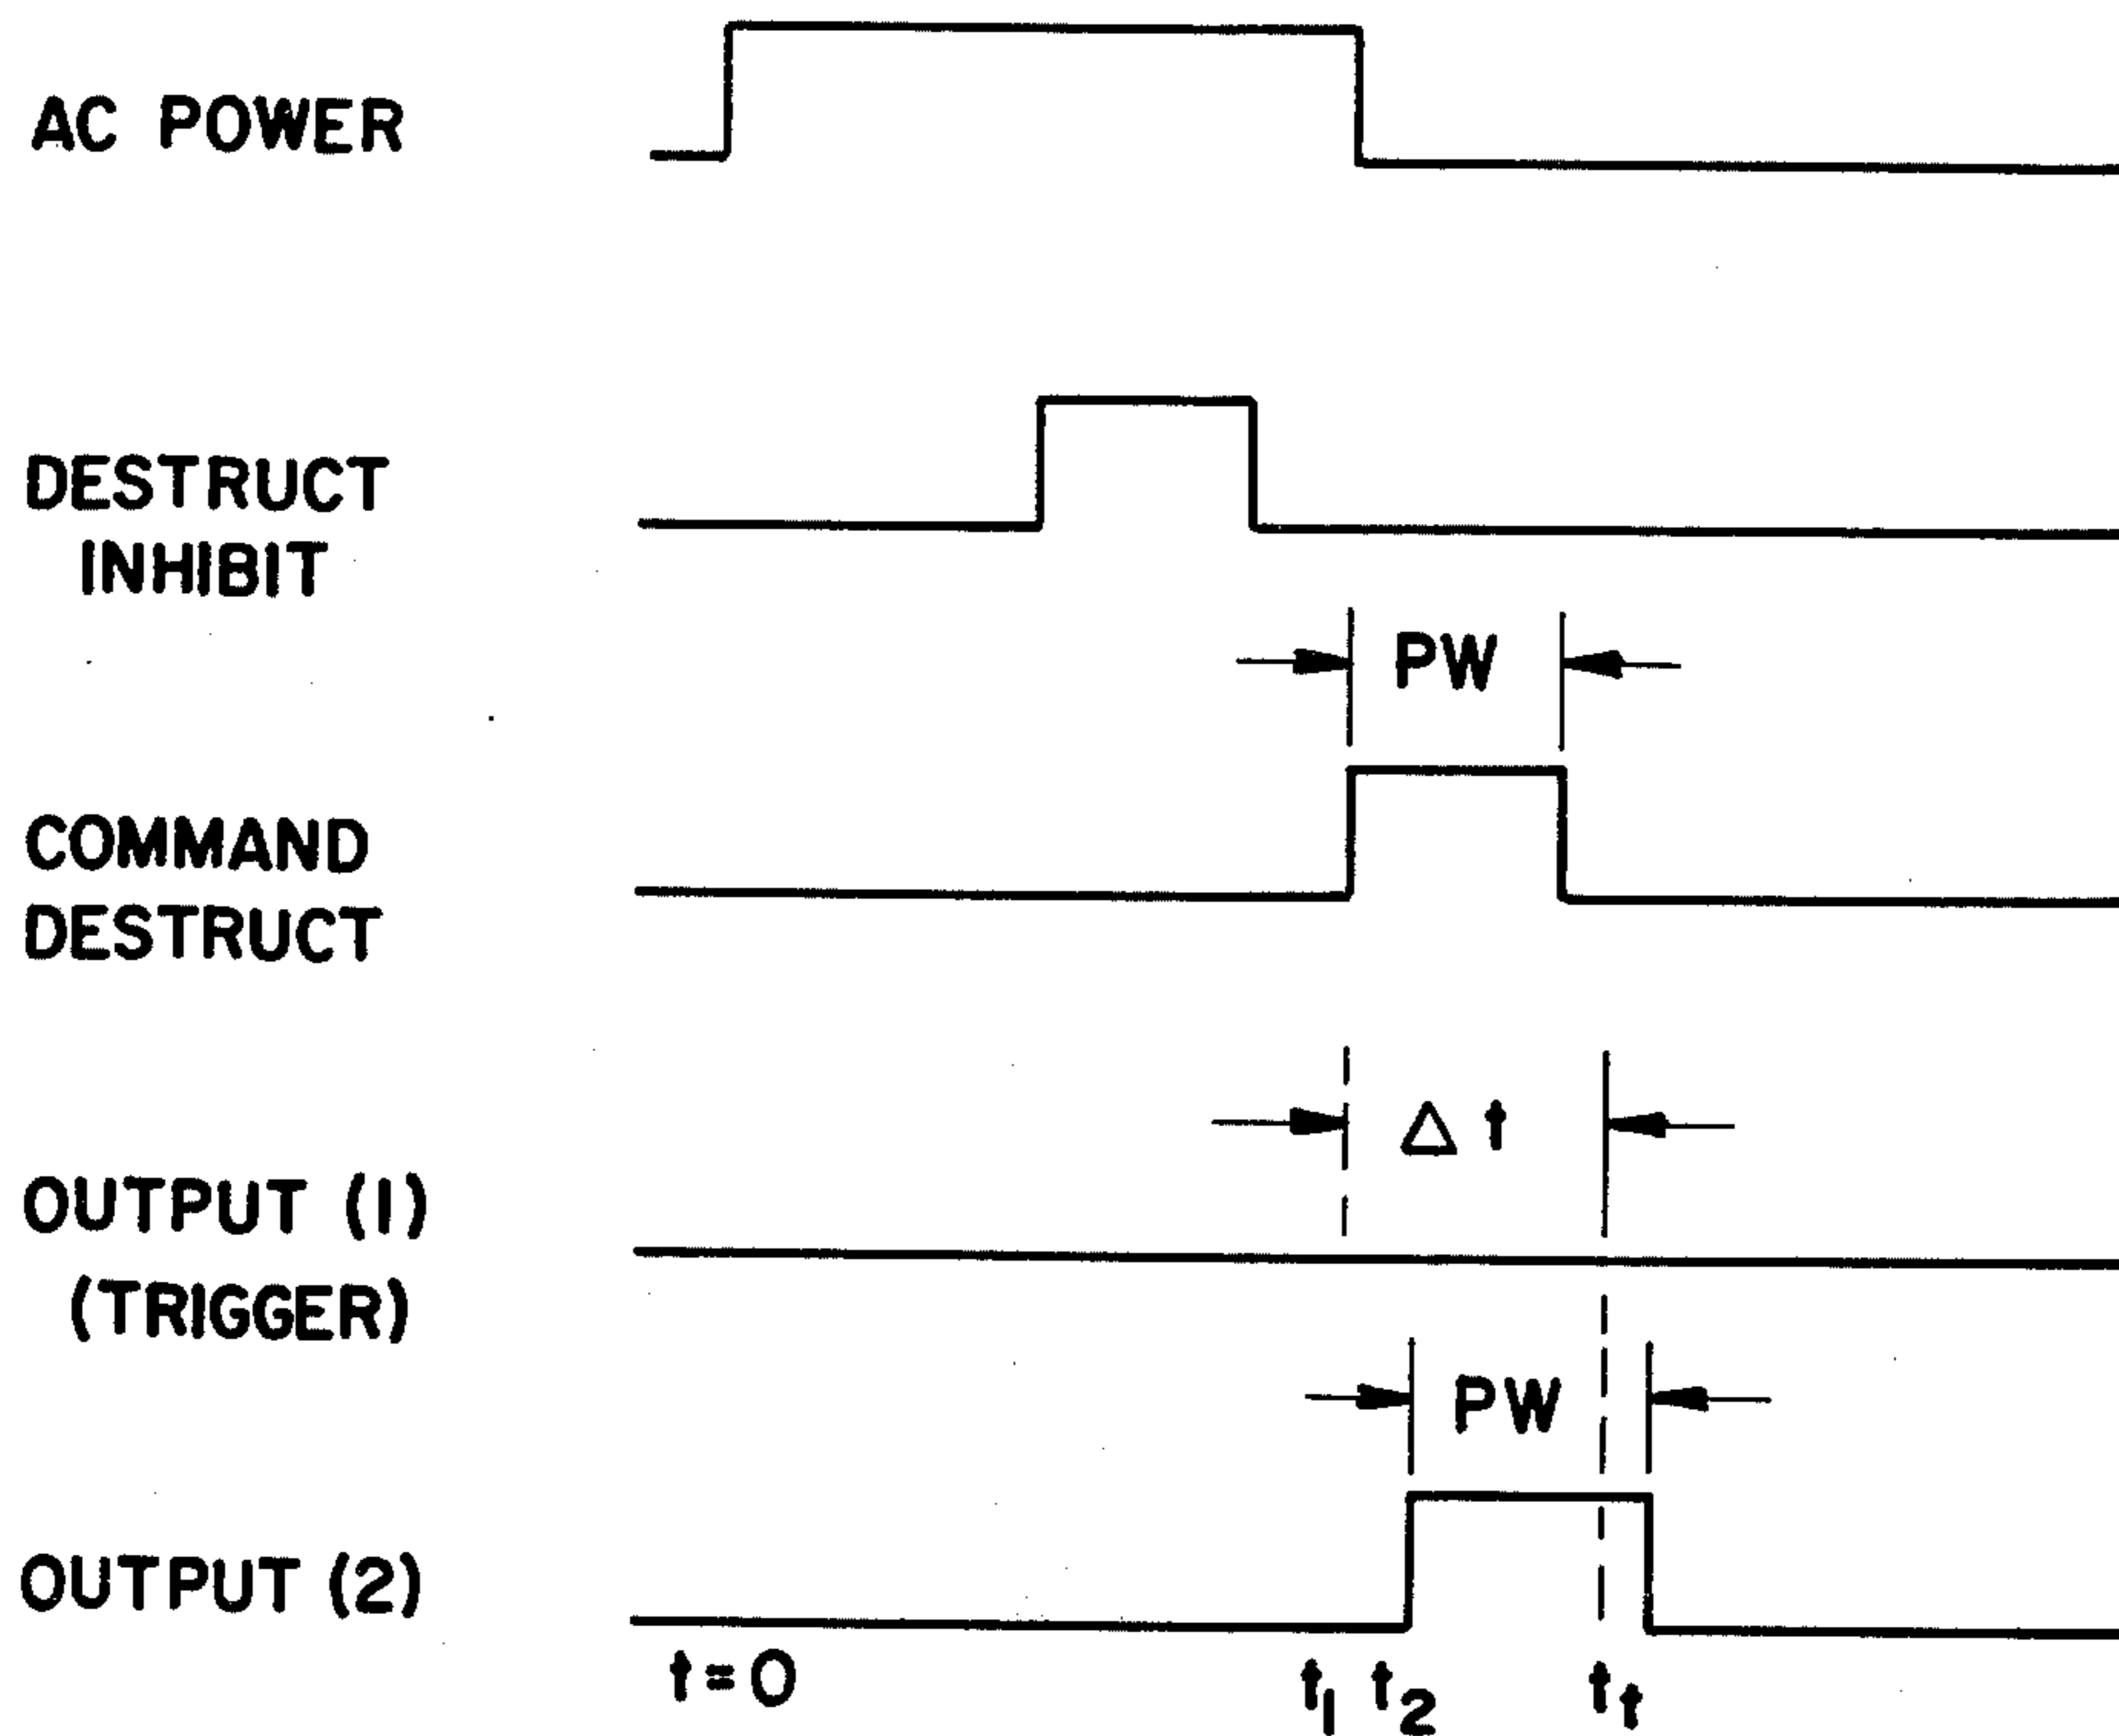 AC POWER
DESTRUCT
INHIBIT
PW
COMMAND
DESTRUCT
Δ t
OUTPUT (1)
(TRIGGER)
PW
OUTPUT (2)
t=0
t₁ t₂
tₜ